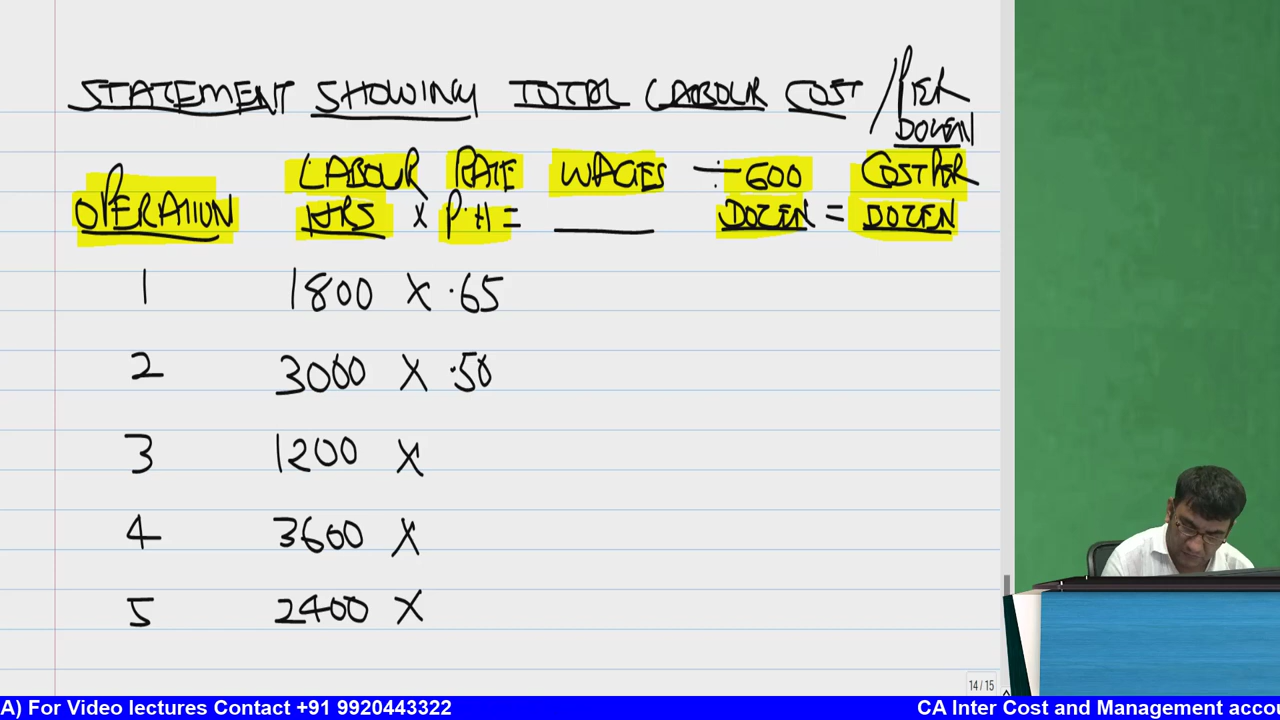 STATEMENT SHOWING TOTAL LABOUR COST / PER DOZEN
OPERATION LABOUR HRS X RATE P.H = WAGES ÷ 600 DOZEN = COST PER DOZEN
1 1800 X .65
2 3000 X .50
3 1200 X
4 3600 X
5 2400 X
14/15
A) For Video lectures Contact +91 9920443322 CA Inter Cost and Management accou